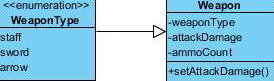 <<enumeration>>
WeaponType
staff
sword
arrow
Weapon
-weaponType
-attackDamage
-ammoCount
+setAttackDamage()